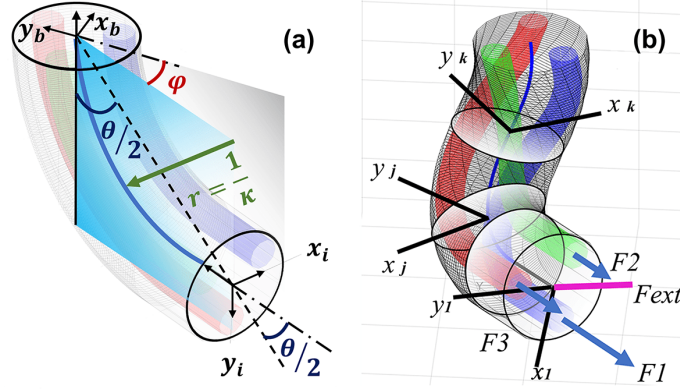 (a)
x_b
y_b
φ
θ/2
r = 1/κ
x_i
y_i
θ/2
(b)
y_k
x_k
y_j
x_j
F2
y_1
Fext
F3
x_1
F1